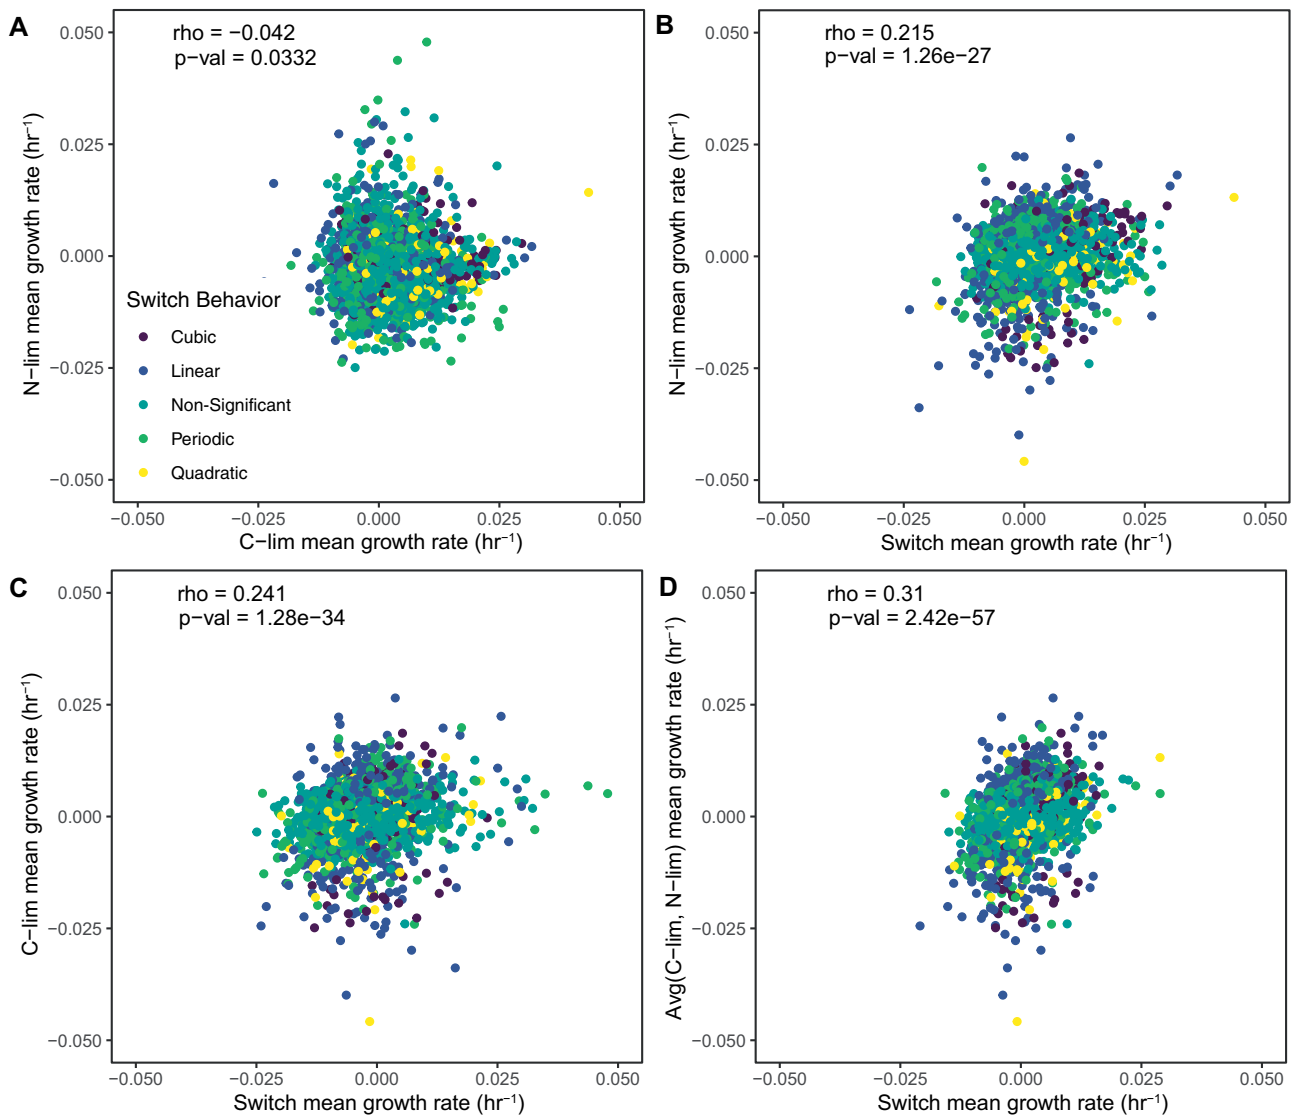 A
rho = −0.042
p−val = 0.0332
0.050
0.025
0.000
−0.025
−0.050
N−lim mean growth rate (hr⁻¹)
Switch Behavior
Cubic
Linear
Non-Significant
Periodic
Quadratic
−0.050 −0.025 0.000 0.025 0.050
C−lim mean growth rate (hr⁻¹)
B
rho = 0.215
p−val = 1.26e−27
0.050
0.025
0.000
−0.025
−0.050
N−lim mean growth rate (hr⁻¹)
−0.050 −0.025 0.000 0.025 0.050
Switch mean growth rate (hr⁻¹)
C
rho = 0.241
p−val = 1.28e−34
0.050
0.025
0.000
−0.025
−0.050
C−lim mean growth rate (hr⁻¹)
−0.050 −0.025 0.000 0.025 0.050
Switch mean growth rate (hr⁻¹)
D
rho = 0.31
p−val = 2.42e−57
0.050
0.025
0.000
−0.025
−0.050
Avg(C−lim, N−lim) mean growth rate (hr⁻¹)
−0.050 −0.025 0.000 0.025 0.050
Switch mean growth rate (hr⁻¹)